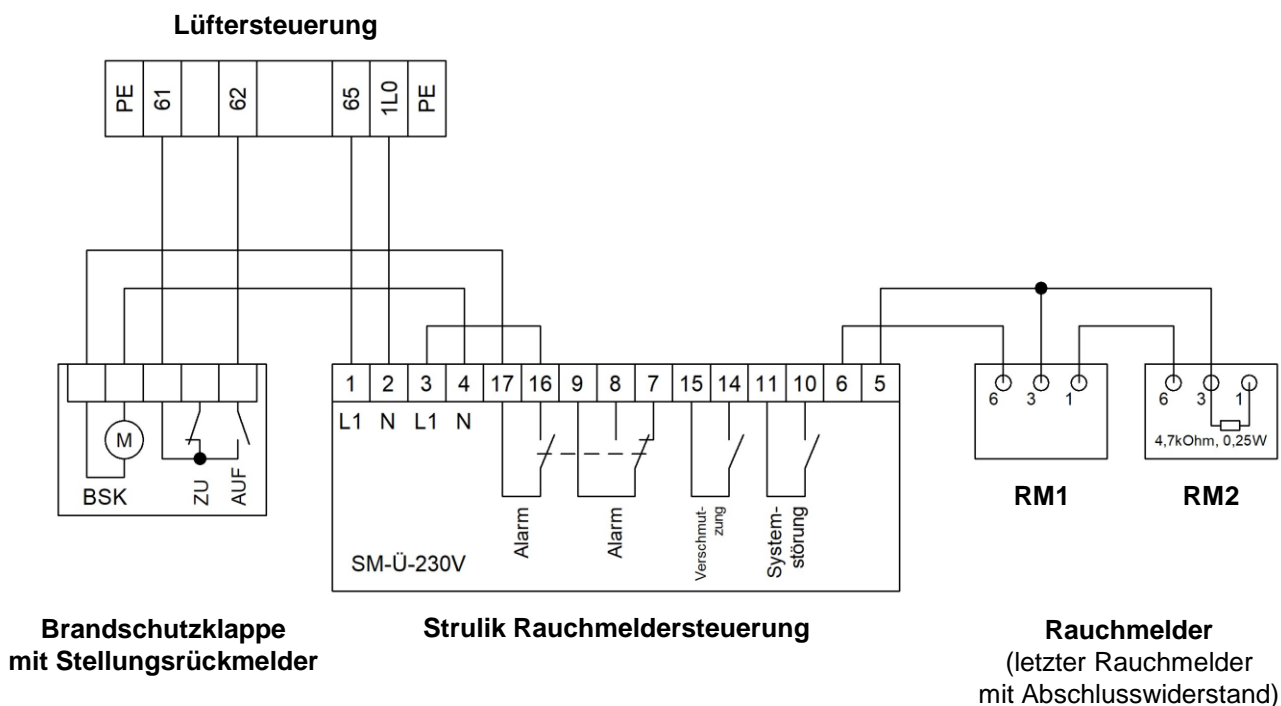 Lüftersteuerung
PE 61 62 65 1L0 PE
1 2 3 4 17 16 9 8 7 15 14 11 10 6 5
L1 N L1 N
6 3 1
6 3 1
4,7kOhm, 0,25W
M
BSK ZU AUF
RM1
RM2
Alarm
Alarm
Verschmut-
zung
System-
störung
SM-Ü-230V
Brandschutzklappe
mit Stellungsrückmelder
Strulik Rauchmeldersteuerung
Rauchmelder
(letzter Rauchmelder
mit Abschlusswiderstand)